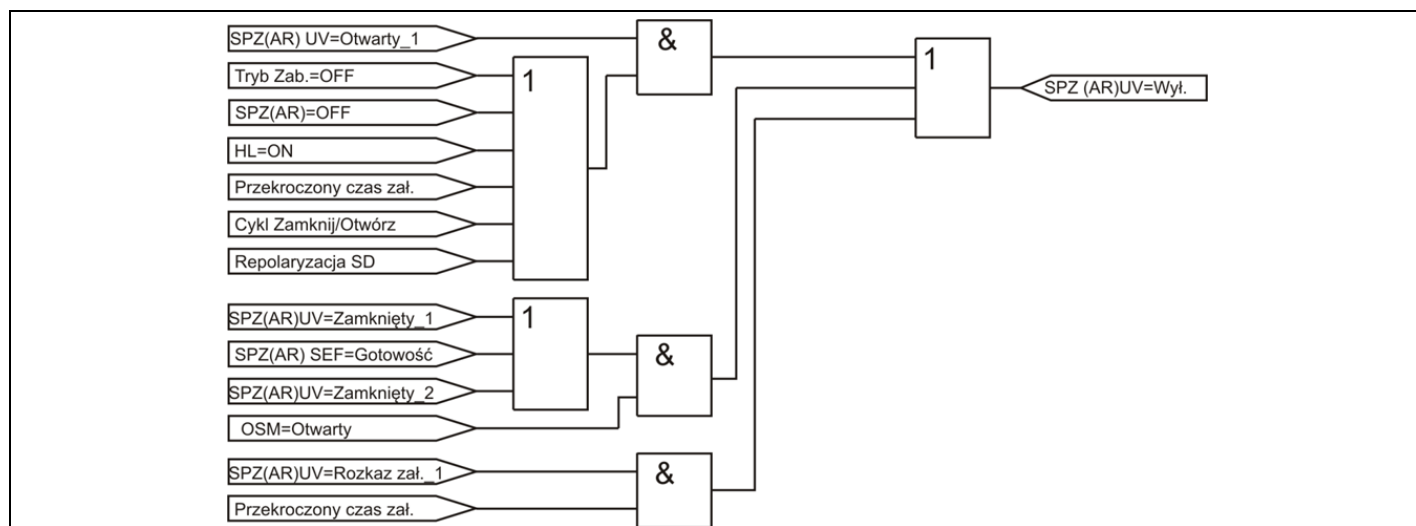 SPZ(AR) UV=Otwarty_1
&
1
Tryb Zab.=OFF
1
SPZ (AR)UV=Wył.
SPZ(AR)=OFF
HL=ON
Przekroczony czas zał.
Cykl Zamknij/Otwórz
Repolaryzacja SD
SPZ(AR)UV=Zamknięty_1
1
SPZ(AR) SEF=Gotowość
&
SPZ(AR)UV=Zamknięty_2
OSM=Otwarty
SPZ(AR)UV=Rozkaz zał._1
&
Przekroczony czas zał.